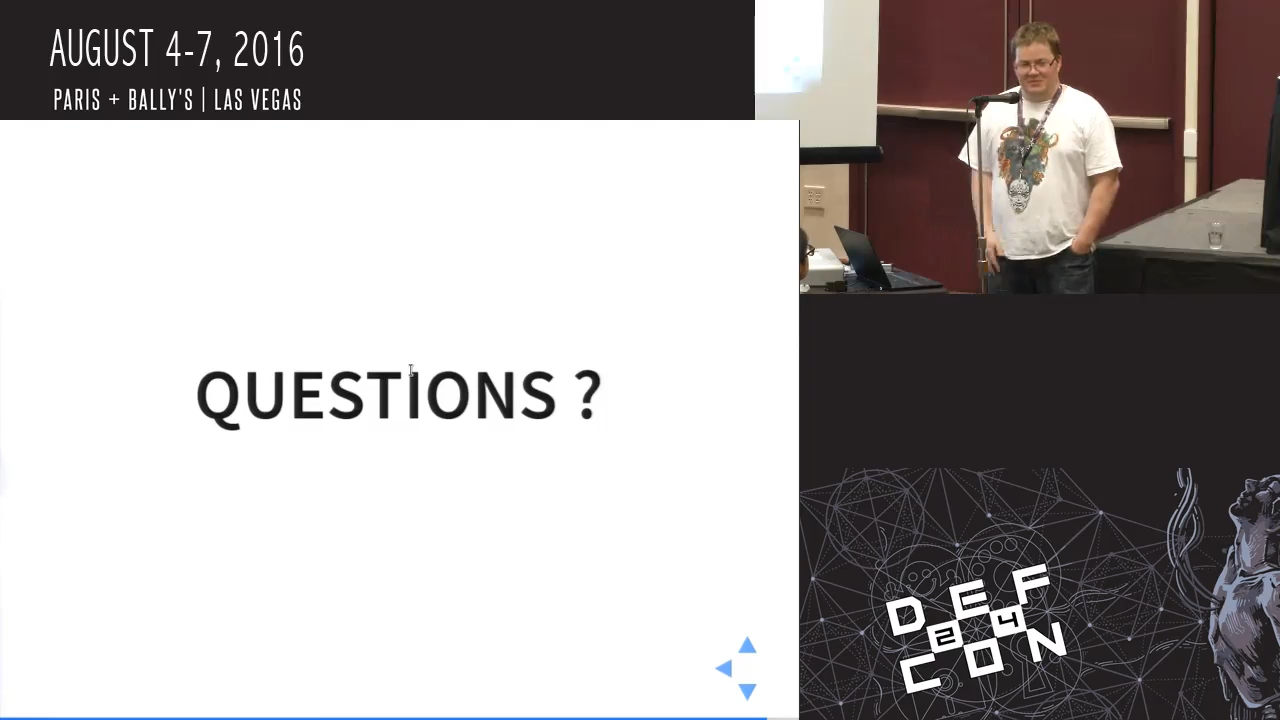 AUGUST 4-7, 2016
PARIS + BALLY'S | LAS VEGAS
QUESTIONS ?
DEF
24
CON